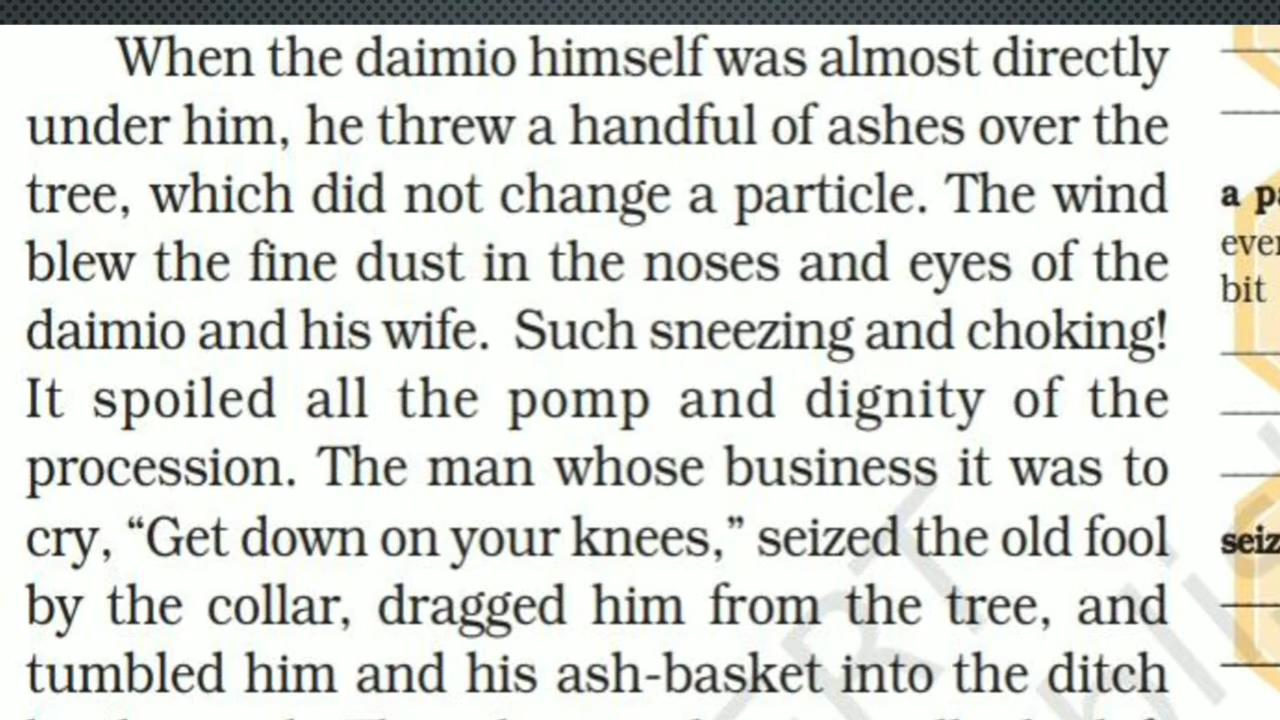 When the daimio himself was almost directly
under him, he threw a handful of ashes over the
tree, which did not change a particle. The wind
blew the fine dust in the noses and eyes of the
daimio and his wife.  Such sneezing and choking!
It spoiled all the pomp and dignity of the
procession. The man whose business it was to
cry, “Get down on your knees,” seized the old fool
by the collar, dragged him from the tree, and
tumbled him and his ash-basket into the ditch
a
bit